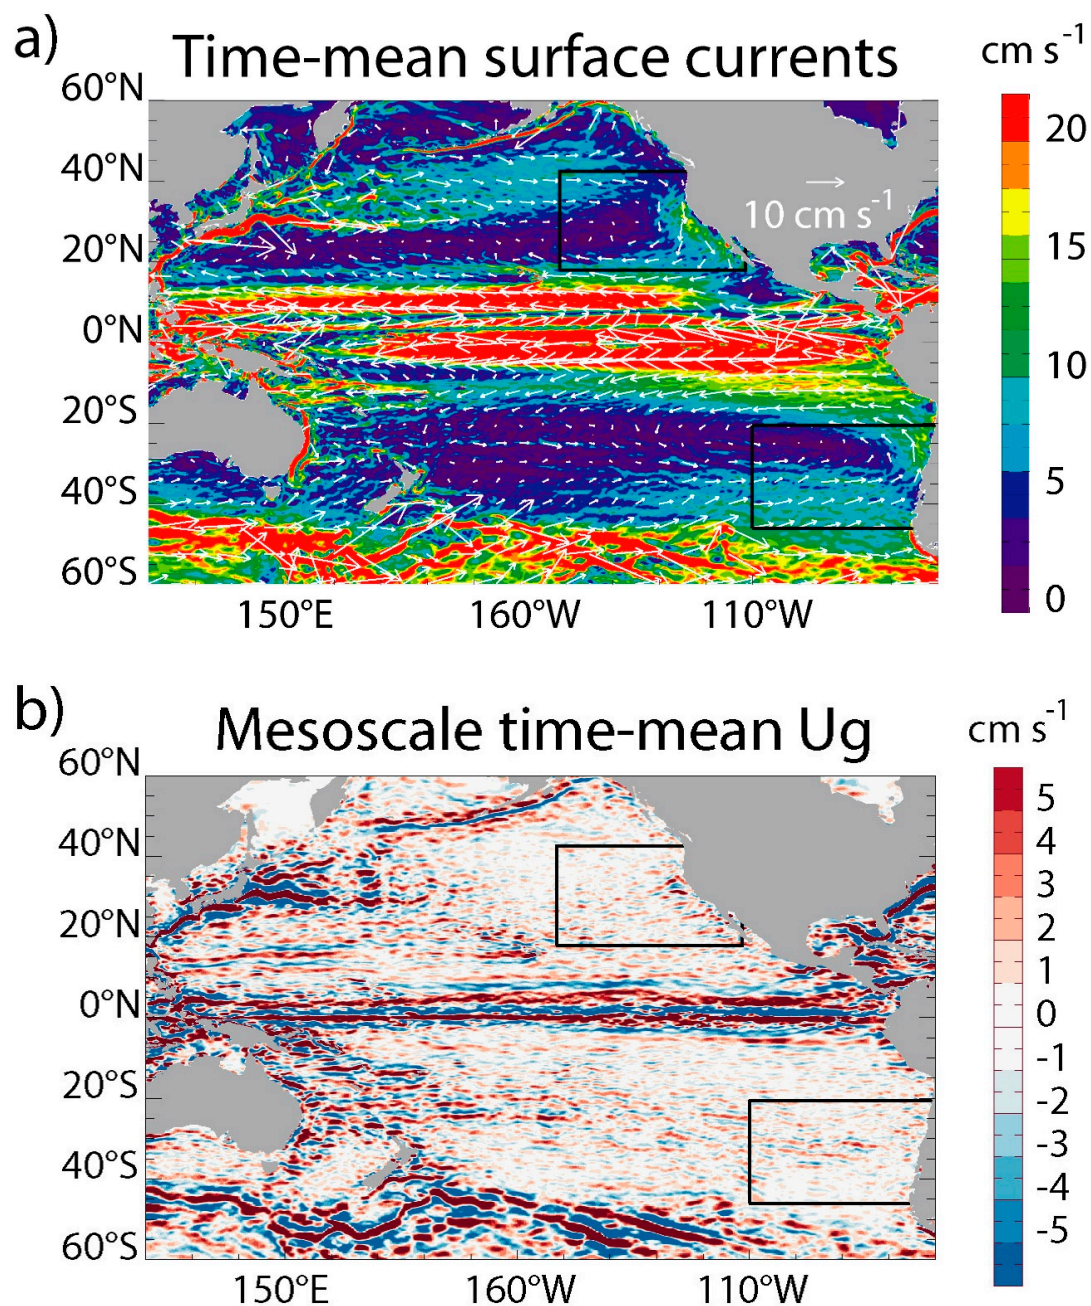 a)
Time-mean surface currents
cm s-1
60°N
40°N
20°N
0°N
20°S
40°S
60°S
150°E
160°W
110°W
10 cm s-1
20
15
10
5
0
b)
Mesoscale time-mean Ug
cm s-1
60°N
40°N
20°N
0°N
20°S
40°S
60°S
150°E
160°W
110°W
5
4
3
2
1
0
-1
-2
-3
-4
-5